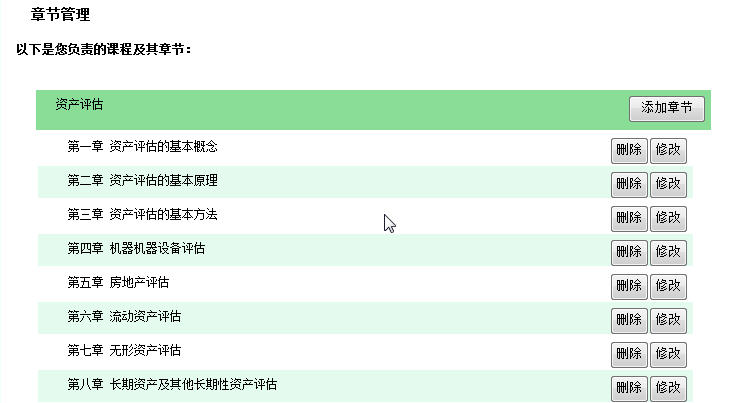 章节管理
以下是您负责的课程及其章节：
资产评估 添加章节
第一章 资产评估的基本概念 删除 修改
第二章 资产评估的基本原理 删除 修改
第三章 资产评估的基本方法 删除 修改
第四章 机器机器设备评估 删除 修改
第五章 房地产评估 删除 修改
第六章 流动资产评估 删除 修改
第七章 无形资产评估 删除 修改
第八章 长期资产及其他长期性资产评估 删除 修改